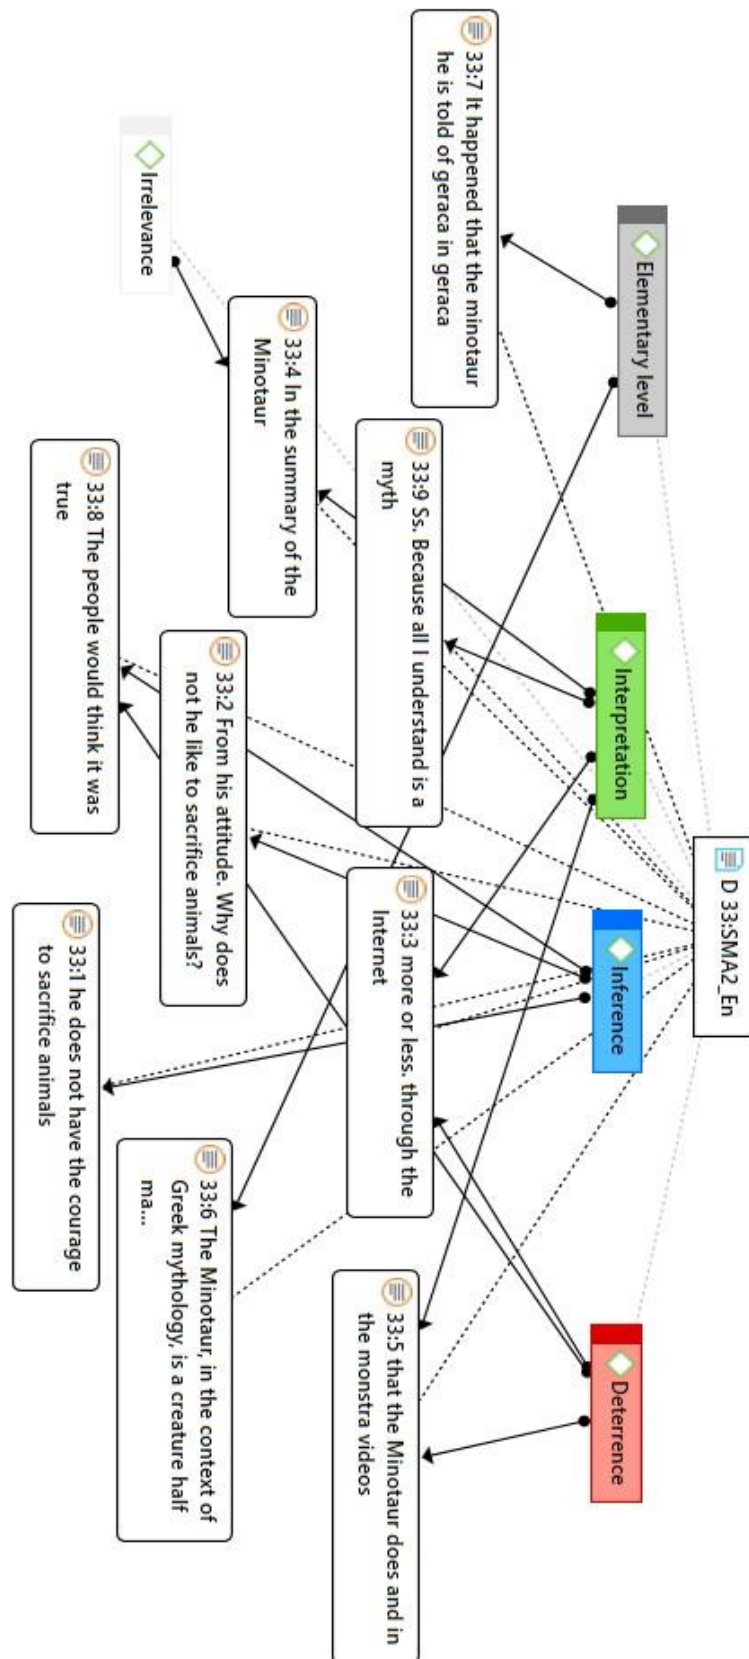 D 33:SMA2_En
Elementary level
Interpretation
Inference
Deterrence
33:7 It happened that the minotaur
he is told of geraca in geraca
33:9 Ss. Because all I understand is a
myth
33:3 more or less. through the
Internet
33:5 that the Minotaur does and in
the monstra videos
Irrelevance
33:4 In the summary of the
Minotaur
33:2 From his attitude. Why does
not he like to sacrifice animals?
33:6 The Minotaur, in the context of
Greek mythology, is a creature half
ma...
33:8 The people would think it was
true
33:1 he does not have the courage
to sacrifice animals